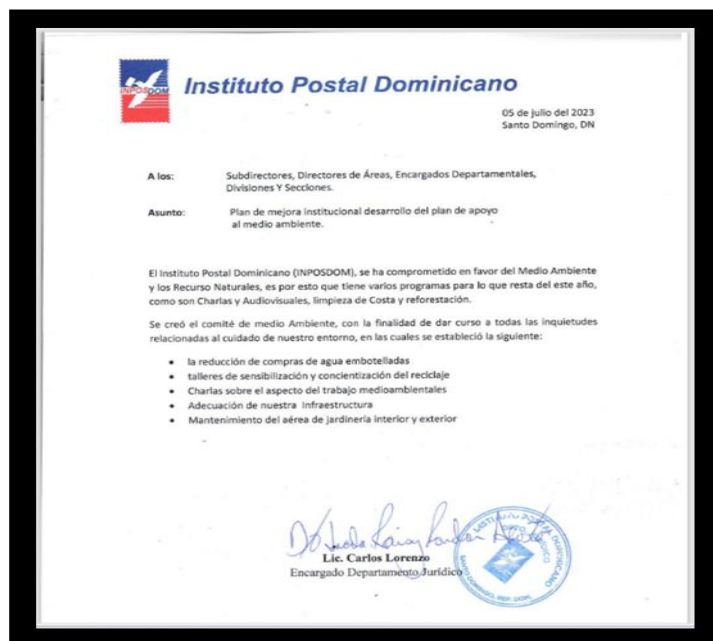 INPOSDOM
Instituto Postal Dominicano
05 de julio del 2023
Santo Domingo, DN
A los: Subdirectores, Directores de Áreas, Encargados Departamentales,
Divisiones Y Secciones.
Asunto: Plan de mejora institucional desarrollo del plan de apoyo
al medio ambiente.
El Instituto Postal Dominicano (INPOSDOM), se ha comprometido en favor del Medio Ambiente
y los Recurso Naturales, es por esto que tiene varios programas para lo que resta del este año,
como son Charlas y Audiovisuales, limpieza de Costa y reforestación.
Se creó el comité de medio Ambiente, con la finalidad de dar curso a todas las inquietudes
relacionadas al cuidado de nuestro entorno, en las cuales se estableció la siguiente:
• la reducción de compras de agua embotelladas
• talleres de sensibilización y concientización del reciclaje
• Charlas sobre el aspecto del trabajo medioambientales
• Adecuación de nuestra Infraestructura
• Mantenimiento del aérea de jardinería interior y exterior
Lic. Carlos Lorenzo
Encargado Departamento Jurídico
INSTITUTO POSTAL DOMINICANO
SANTO DOMINGO, REP. DOM.